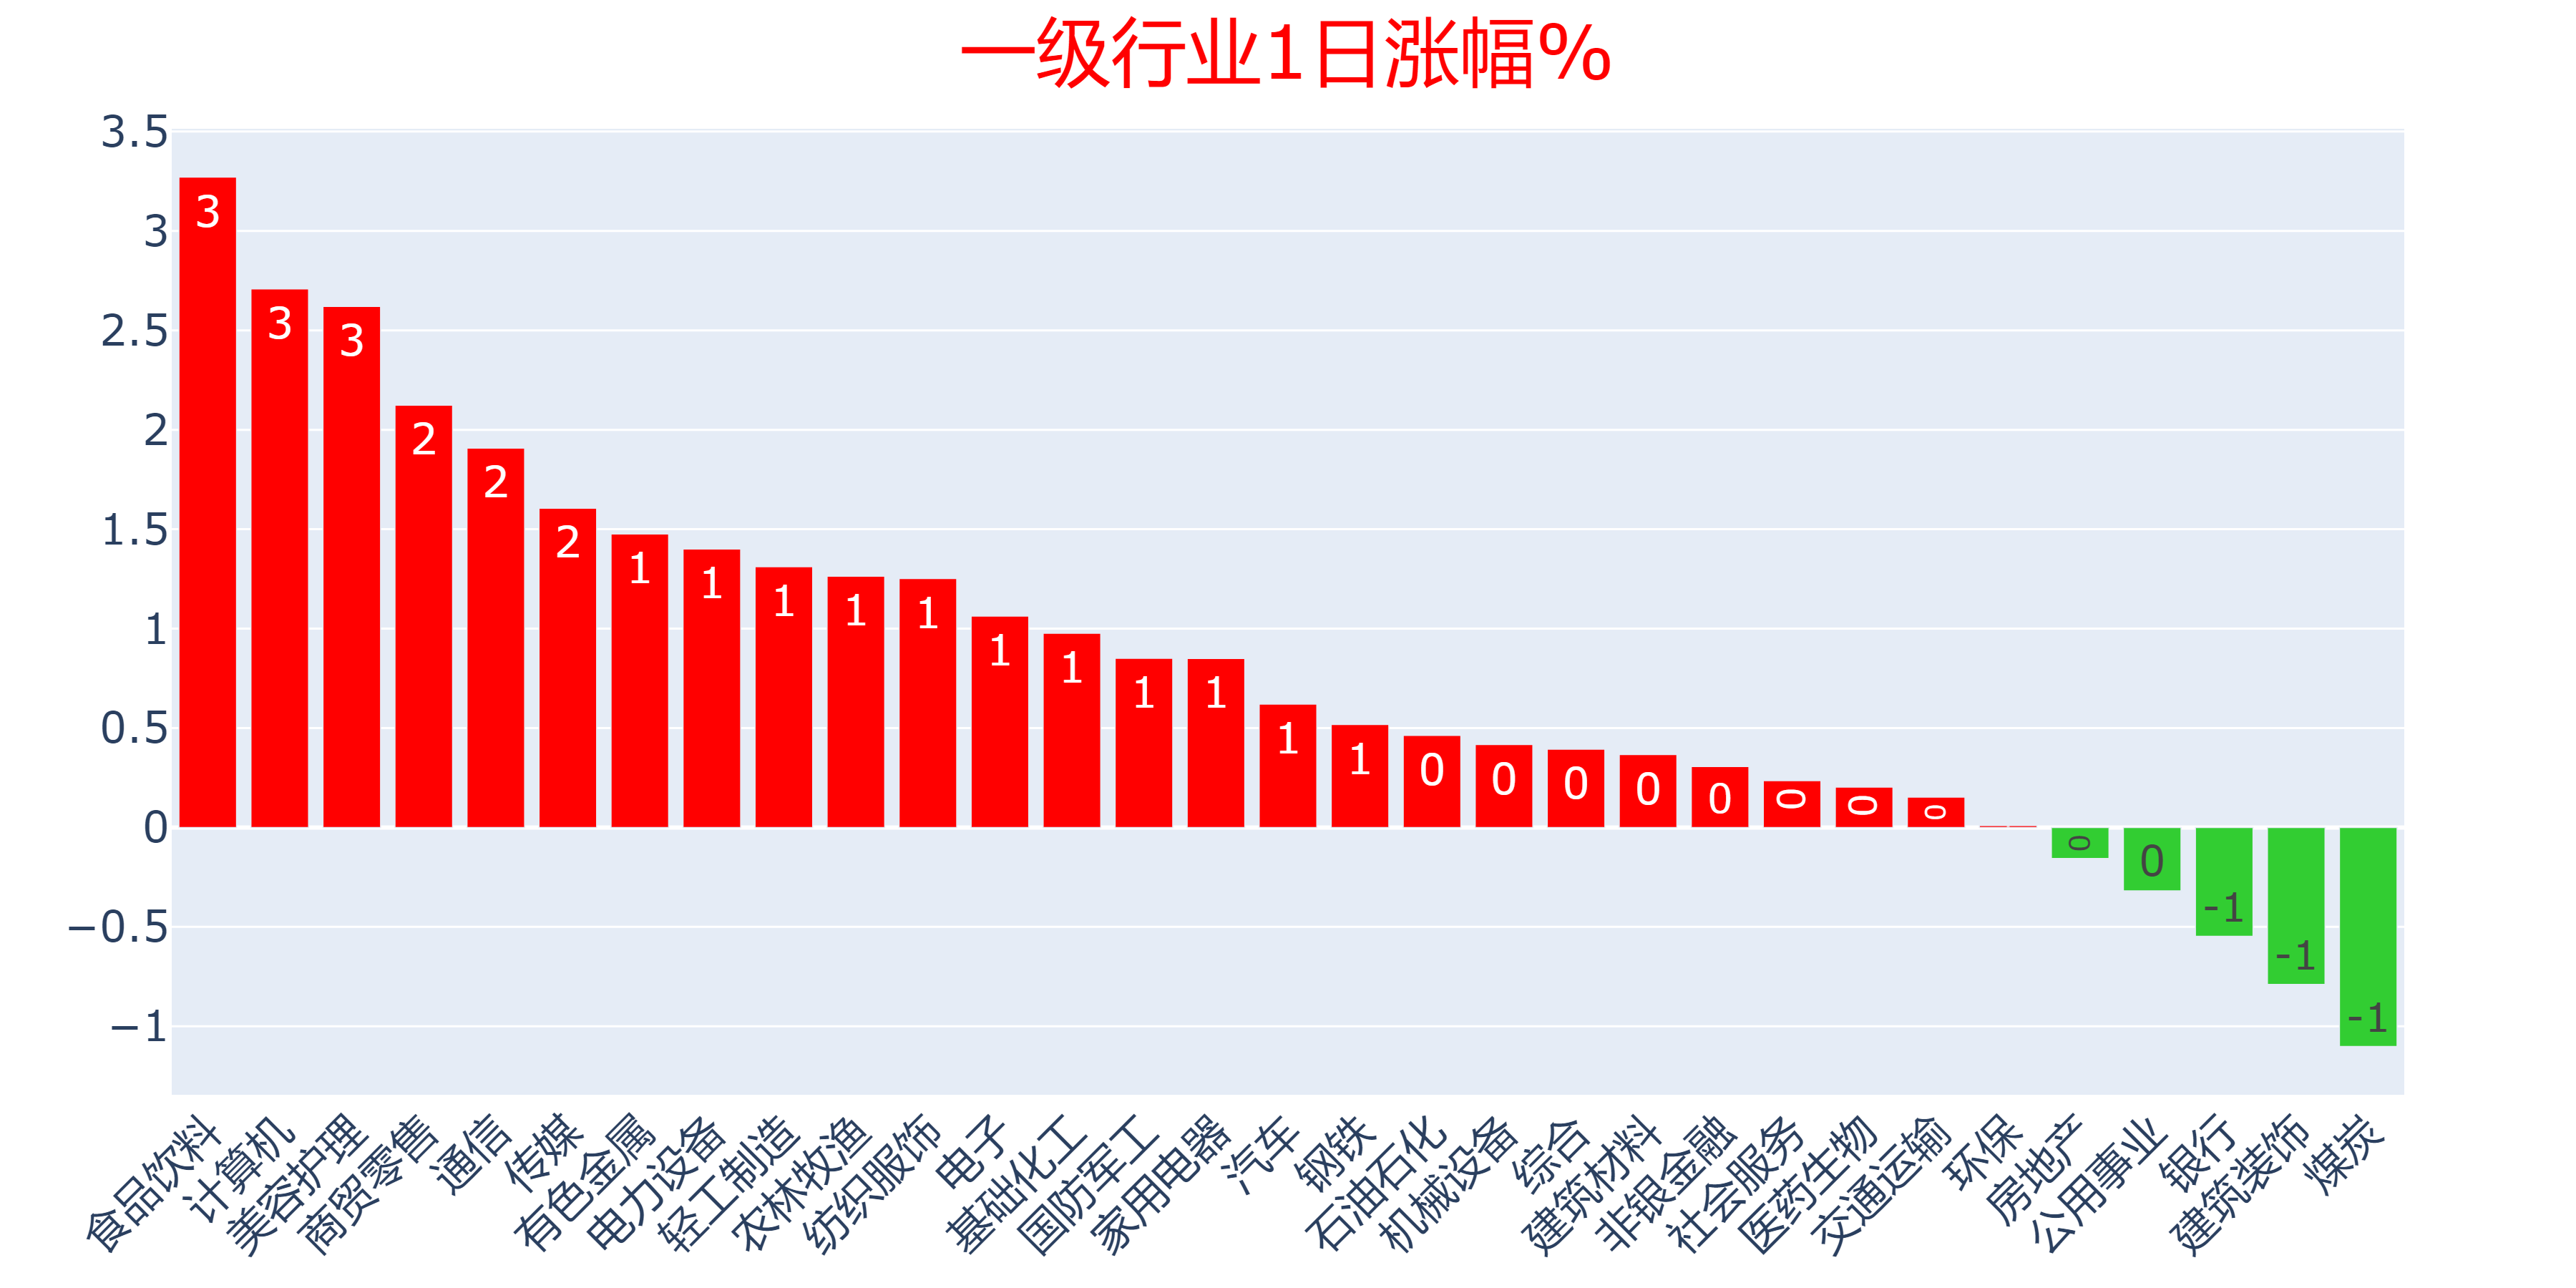 一级行业1日涨幅%
3.5
3
2.5
2
1.5
1
0.5
0
−0.5
−1
3
3
3
2
2
2
1
1
1
1
1
1
1
1
1
1
1
0
0
0
0
0
0
0
0
0
0
-1
-1
-1
食品饮料
计算机
美容护理
商贸零售
通信
传媒
有色金属
电力设备
轻工制造
农林牧渔
纺织服饰
电子
基础化工
国防军工
家用电器
汽车
钢铁
石油石化
机械设备
综合
建筑材料
非银金融
社会服务
医药生物
交通运输
环保
房地产
公用事业
银行
建筑装饰
煤炭